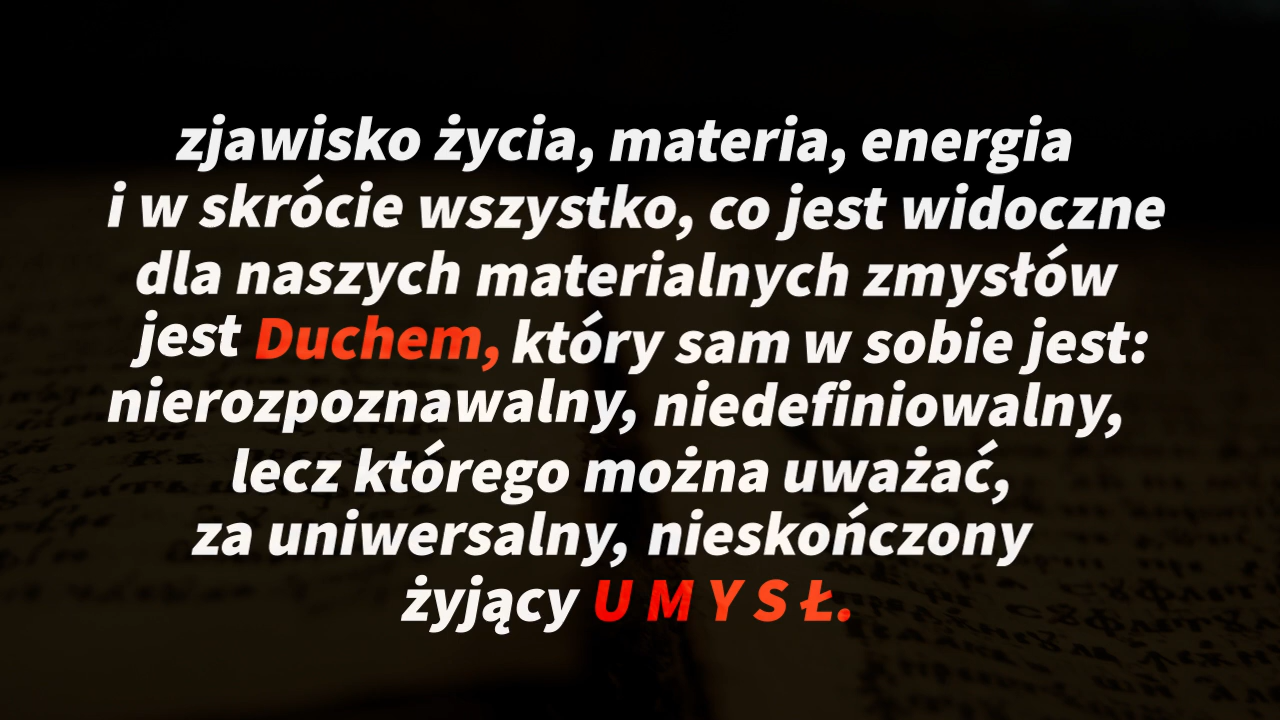 zjawisko życia, materia, energia
i w skrócie wszystko, co jest widoczne
dla naszych materialnych zmysłów
jest Duchem, który sam w sobie jest:
nierozpoznawalny, niedefiniowalny,
lecz którego można uważać,
za uniwersalny, nieskończony
żyjący U M Y S Ł.